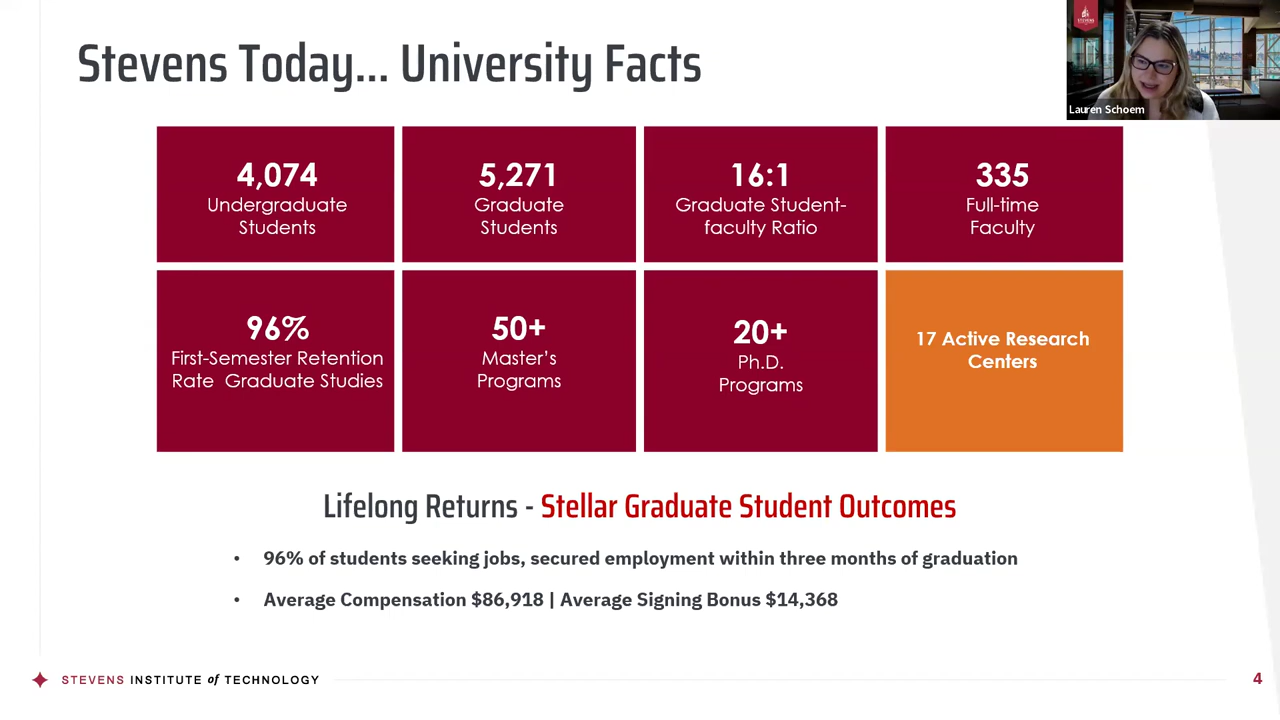 Stevens Today... University Facts
STEVENS
Lauren Schoem
4,074
Undergraduate
Students
5,271
Graduate
Students
16:1
Graduate Student-
faculty Ratio
335
Full-time
Faculty
96%
First-Semester Retention
Rate  Graduate Studies
50+
Master's
Programs
20+
Ph.D.
Programs
17 Active Research
Centers
Lifelong Returns - Stellar Graduate Student Outcomes
• 96% of students seeking jobs, secured employment within three months of graduation
• Average Compensation $86,918 | Average Signing Bonus $14,368
STEVENS INSTITUTE of TECHNOLOGY
4